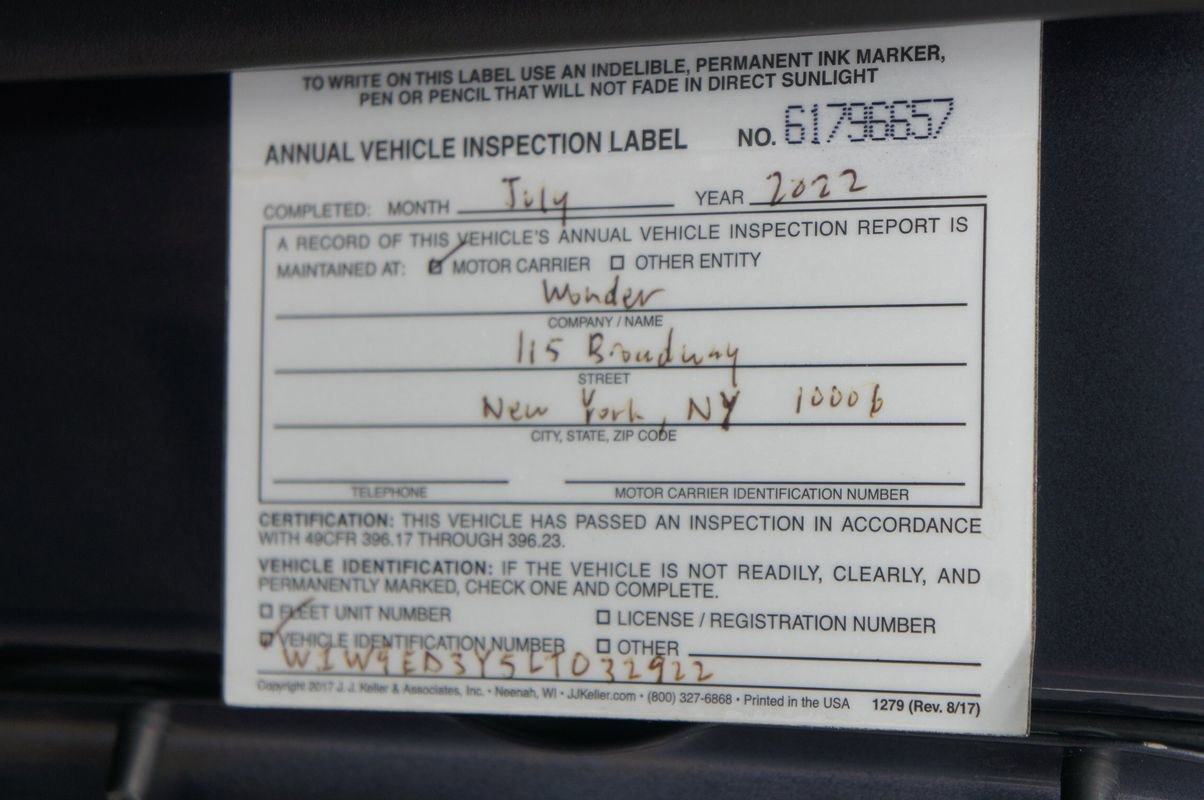 TO WRITE ON THIS LABEL USE AN INDELIBLE, PERMANENT INK MARKER,
PEN OR PENCIL THAT WILL NOT FADE IN DIRECT SUNLIGHT
ANNUAL VEHICLE INSPECTION LABEL NO. 61796657
COMPLETED: MONTH July YEAR 2022
A RECORD OF THIS VEHICLE'S ANNUAL VEHICLE INSPECTION REPORT IS
MAINTAINED AT: MOTOR CARRIER OTHER ENTITY
Wonder
COMPANY / NAME
115 Broadway
STREET
New York, NY 10006
CITY, STATE, ZIP CODE
TELEPHONE MOTOR CARRIER IDENTIFICATION NUMBER
CERTIFICATION: THIS VEHICLE HAS PASSED AN INSPECTION IN ACCORDANCE
WITH 49CFR 396.17 THROUGH 396.23.
VEHICLE IDENTIFICATION: IF THE VEHICLE IS NOT READILY, CLEARLY, AND
PERMANENTLY MARKED, CHECK ONE AND COMPLETE.
FLEET UNIT NUMBER LICENSE / REGISTRATION NUMBER
VEHICLE IDENTIFICATION NUMBER OTHER
W1W4ED3Y5LT032922
Copyright 2017 J. J. Keller & Associates, Inc. • Neenah, WI • JJKeller.com • (800) 327-6868 • Printed in the USA 1279 (Rev. 8/17)